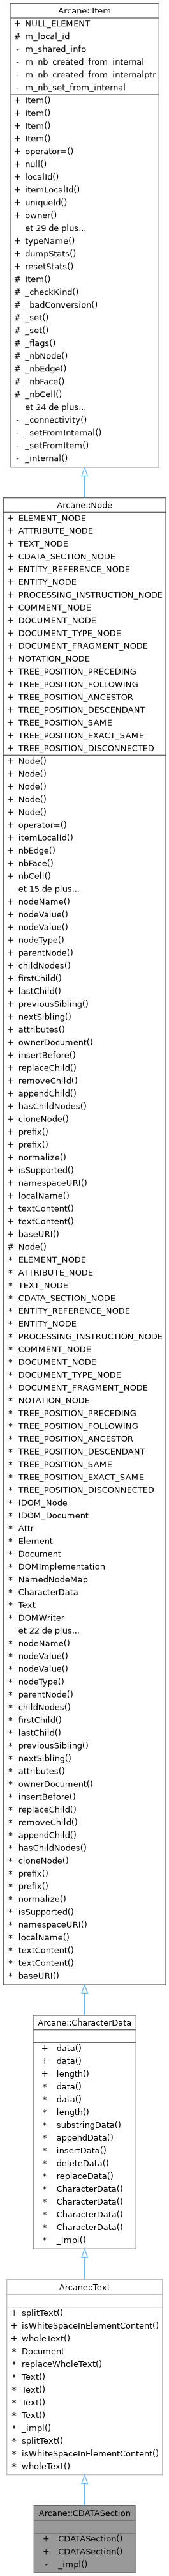 Arcane::Item
+ NULL_ELEMENT
# m_local_id
- m_shared_info
- m_nb_created_from_internal
- m_nb_created_from_internalptr
- m_nb_set_from_internal
+ Item()
+ Item()
+ Item()
+ Item()
+ operator=()
+ null()
+ localId()
+ itemLocalId()
+ uniqueId()
+ owner()
et 29 de plus...
+ typeName()
+ dumpStats()
+ resetStats()
# Item()
# _checkKind()
# _badConversion()
# _set()
# _set()
# _flags()
# _nbNode()
# _nbEdge()
# _nbFace()
# _nbCell()
et 24 de plus...
- _connectivity()
- _setFromInternal()
- _setFromItem()
- _internal()
Arcane::Node
+ ELEMENT_NODE
+ ATTRIBUTE_NODE
+ TEXT_NODE
+ CDATA_SECTION_NODE
+ ENTITY_REFERENCE_NODE
+ ENTITY_NODE
+ PROCESSING_INSTRUCTION_NODE
+ COMMENT_NODE
+ DOCUMENT_NODE
+ DOCUMENT_TYPE_NODE
+ DOCUMENT_FRAGMENT_NODE
+ NOTATION_NODE
+ TREE_POSITION_PRECEDING
+ TREE_POSITION_FOLLOWING
+ TREE_POSITION_ANCESTOR
+ TREE_POSITION_DESCENDANT
+ TREE_POSITION_SAME
+ TREE_POSITION_EXACT_SAME
+ TREE_POSITION_DISCONNECTED
+ Node()
+ Node()
+ Node()
+ Node()
+ Node()
+ operator=()
+ itemLocalId()
+ nbEdge()
+ nbFace()
+ nbCell()
et 15 de plus...
+ nodeName()
+ nodeValue()
+ nodeValue()
+ nodeType()
+ parentNode()
+ childNodes()
+ firstChild()
+ lastChild()
+ previousSibling()
+ nextSibling()
+ attributes()
+ ownerDocument()
+ insertBefore()
+ replaceChild()
+ removeChild()
+ appendChild()
+ hasChildNodes()
+ cloneNode()
+ prefix()
+ prefix()
+ normalize()
+ isSupported()
+ namespaceURI()
+ localName()
+ textContent()
+ textContent()
+ baseURI()
# Node()
* ELEMENT_NODE
* ATTRIBUTE_NODE
* TEXT_NODE
* CDATA_SECTION_NODE
* ENTITY_REFERENCE_NODE
* ENTITY_NODE
* PROCESSING_INSTRUCTION_NODE
* COMMENT_NODE
* DOCUMENT_NODE
* DOCUMENT_TYPE_NODE
* DOCUMENT_FRAGMENT_NODE
* NOTATION_NODE
* TREE_POSITION_PRECEDING
* TREE_POSITION_FOLLOWING
* TREE_POSITION_ANCESTOR
* TREE_POSITION_DESCENDANT
* TREE_POSITION_SAME
* TREE_POSITION_EXACT_SAME
* TREE_POSITION_DISCONNECTED
* IDOM_Node
* IDOM_Document
* Attr
* Element
* Document
* DOMImplementation
* NamedNodeMap
* CharacterData
* Text
* DOMWriter
et 22 de plus...
* nodeName()
* nodeValue()
* nodeValue()
* nodeType()
* parentNode()
* childNodes()
* firstChild()
* lastChild()
* previousSibling()
* nextSibling()
* attributes()
* ownerDocument()
* insertBefore()
* replaceChild()
* removeChild()
* appendChild()
* hasChildNodes()
* cloneNode()
* prefix()
* prefix()
* normalize()
* isSupported()
* namespaceURI()
* localName()
* textContent()
* textContent()
* baseURI()
Arcane::CharacterData
+ data()
+ data()
+ length()
* data()
* data()
* length()
* substringData()
* appendData()
* insertData()
* deleteData()
* replaceData()
* CharacterData()
* CharacterData()
* CharacterData()
* CharacterData()
* _impl()
Arcane::Text
+ splitText()
+ isWhiteSpaceInElementContent()
+ wholeText()
* Document
* replaceWholeText()
* Text()
* Text()
* Text()
* Text()
* _impl()
* splitText()
* isWhiteSpaceInElementContent()
* wholeText()
Arcane::CDATASection
+ CDATASection()
+ CDATASection()
- _impl()